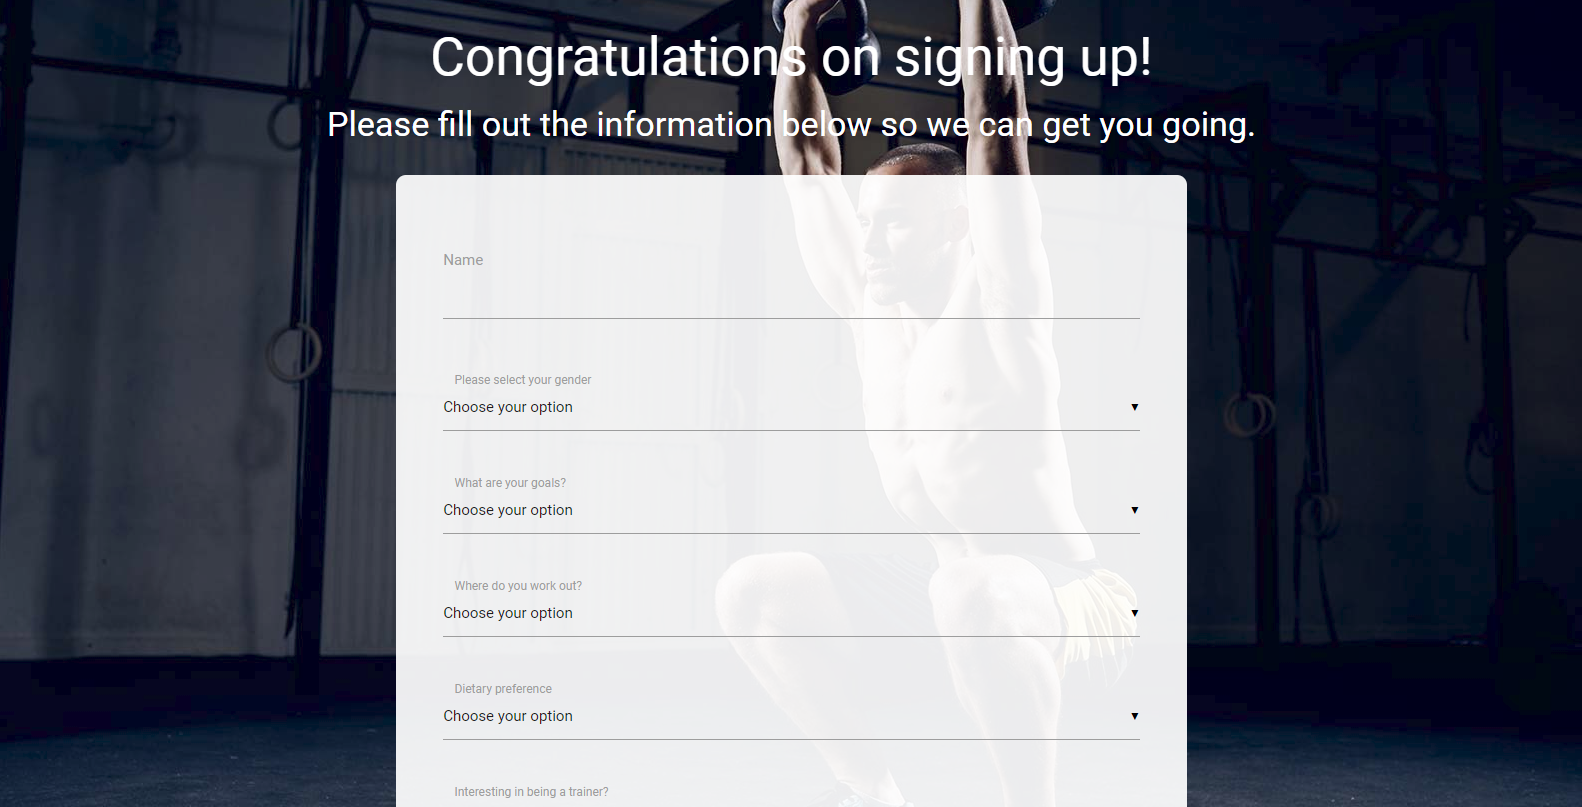 Congratulations on signing up!
Please fill out the information below so we can get you going.
Name
Please select your gender
Choose your option
What are your goals?
Choose your option
Where do you work out?
Choose your option
Dietary preference
Choose your option
Interesting in being a trainer?